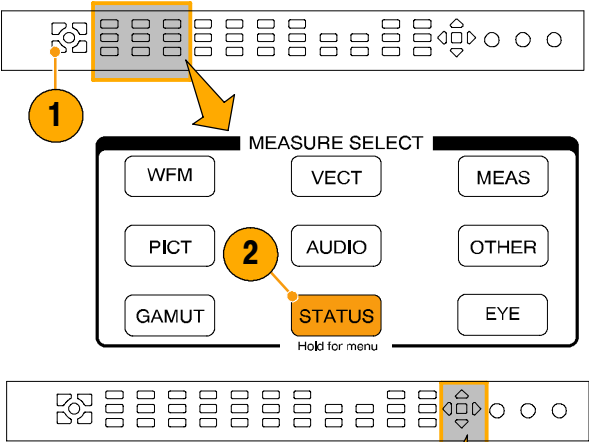 1
MEASURE SELECT
WFM VECT MEAS
PICT AUDIO OTHER
2
GAMUT STATUS EYE
Hold for menu